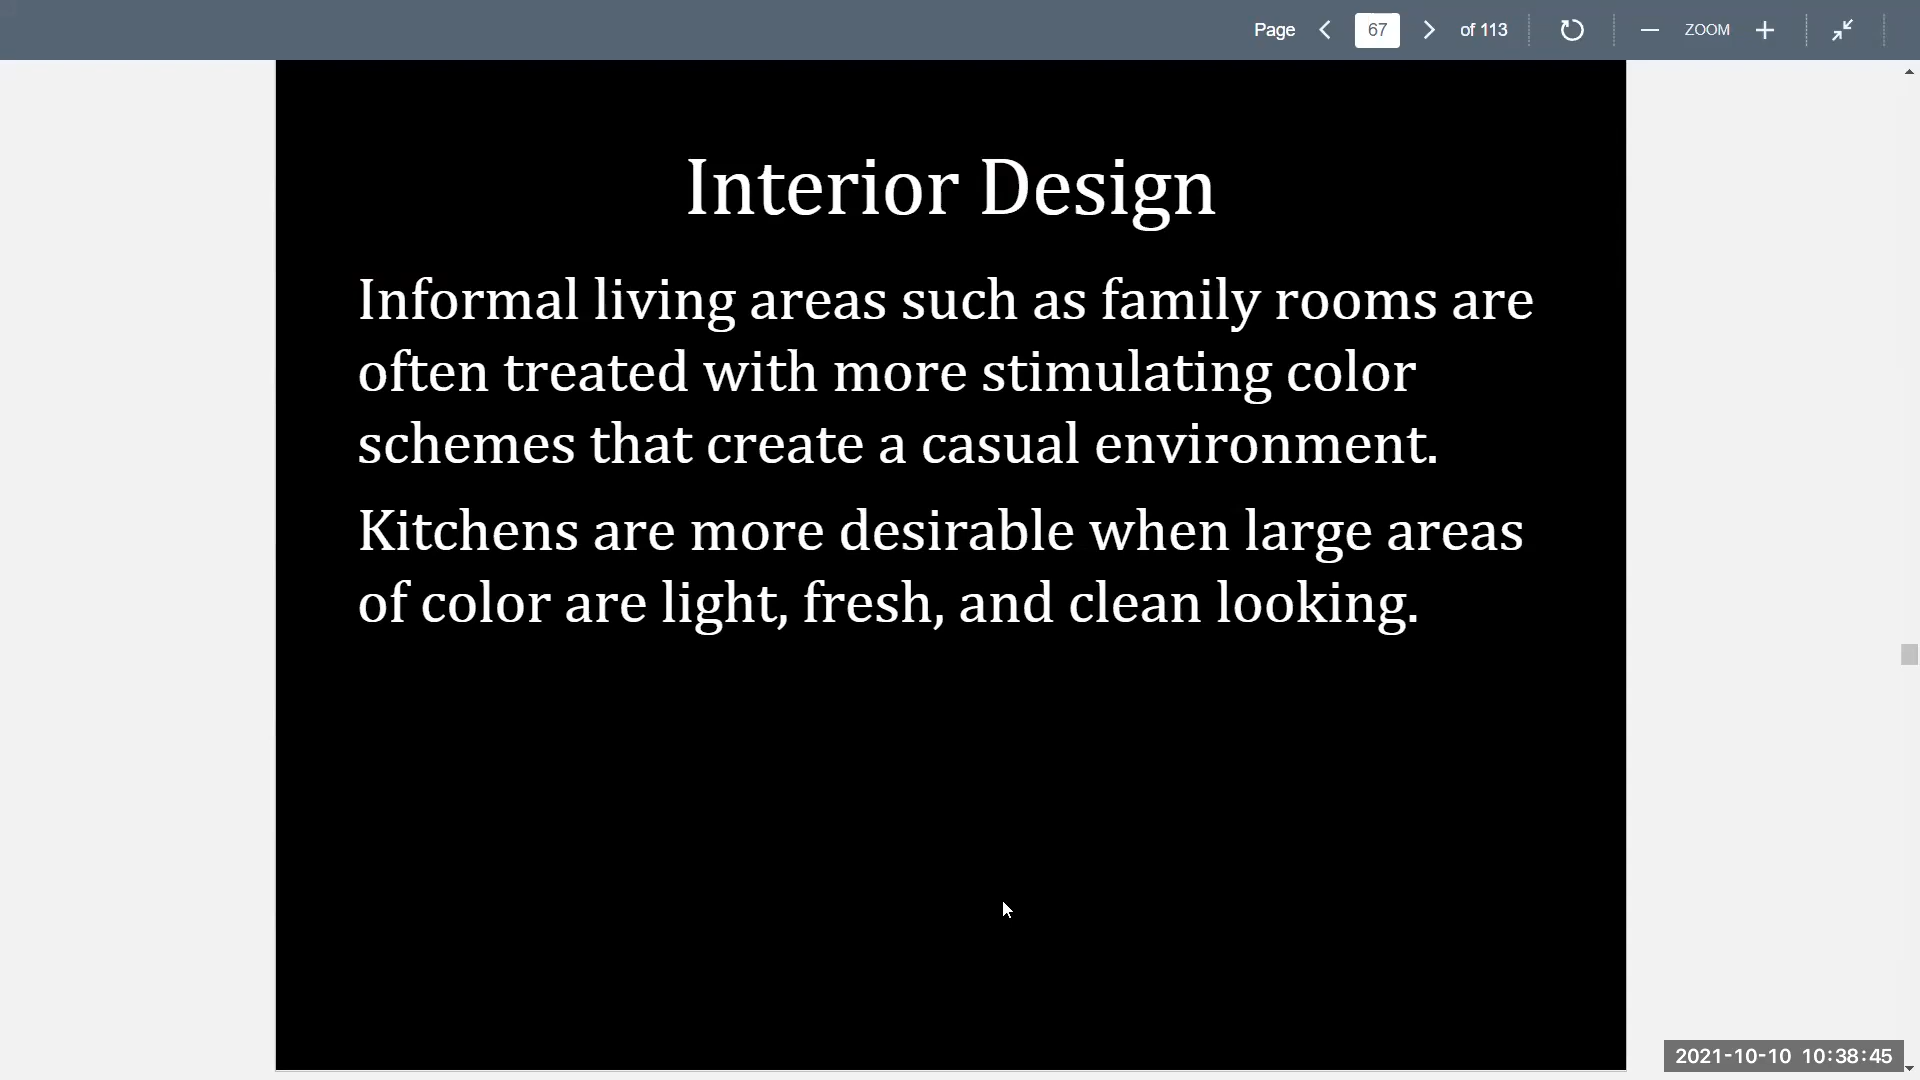 Page 67 of 113 ZOOM
Interior Design
Informal living areas such as family rooms are
often treated with more stimulating color
schemes that create a casual environment.
Kitchens are more desirable when large areas
of color are light, fresh, and clean looking.
2021-10-10 10:38:45